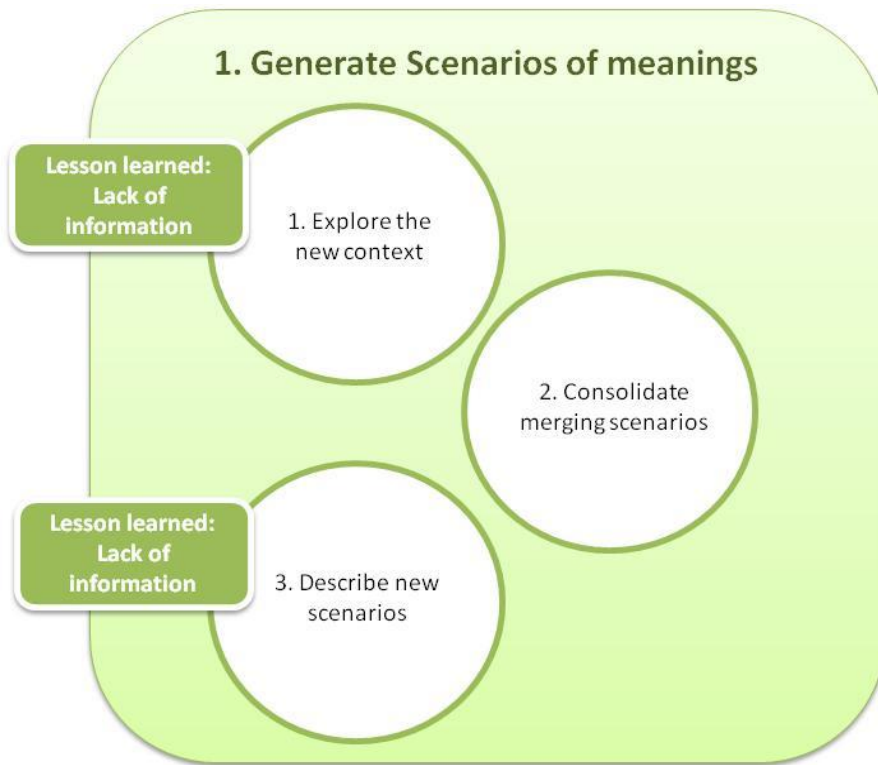 1. Generate Scenarios of meanings
Lesson learned:
Lack of
information
1. Explore the
new context
2. Consolidate
merging scenarios
Lesson learned:
Lack of
information
3. Describe new
scenarios